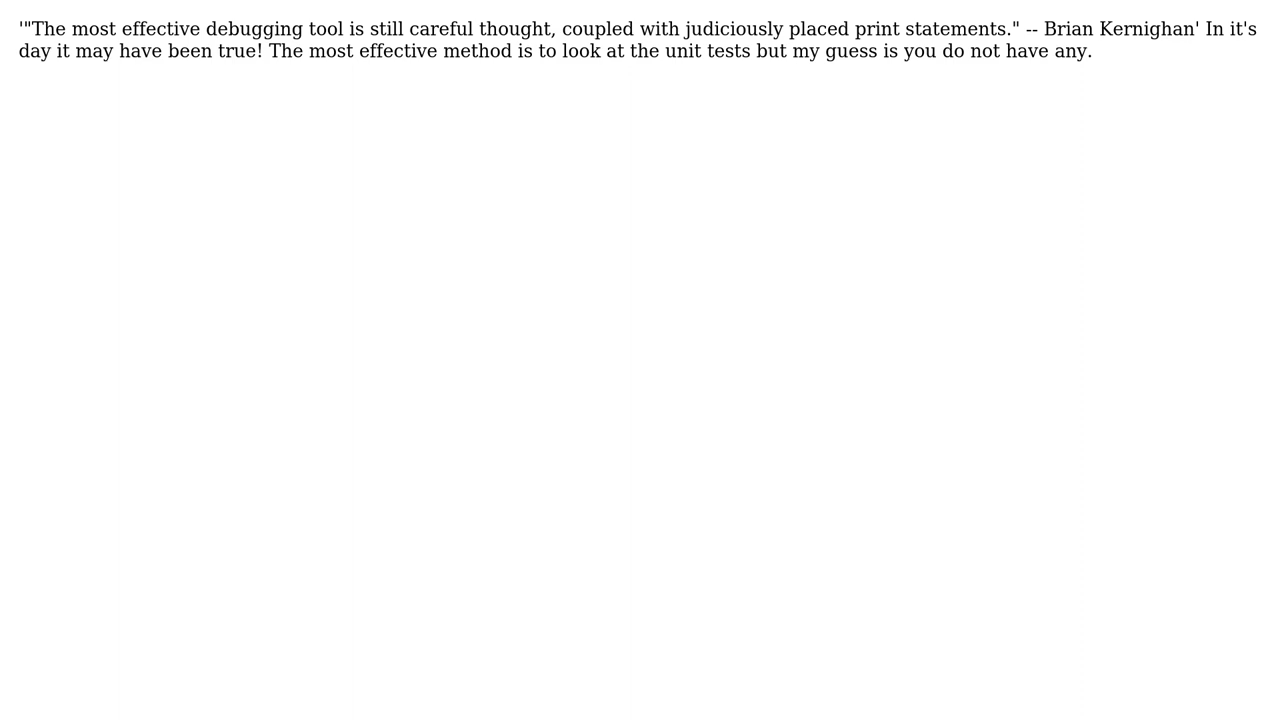 '"The most effective debugging tool is still careful thought, coupled with judiciously placed print statements." -- Brian Kernighan' In it's
day it may have been true! The most effective method is to look at the unit tests but my guess is you do not have any.